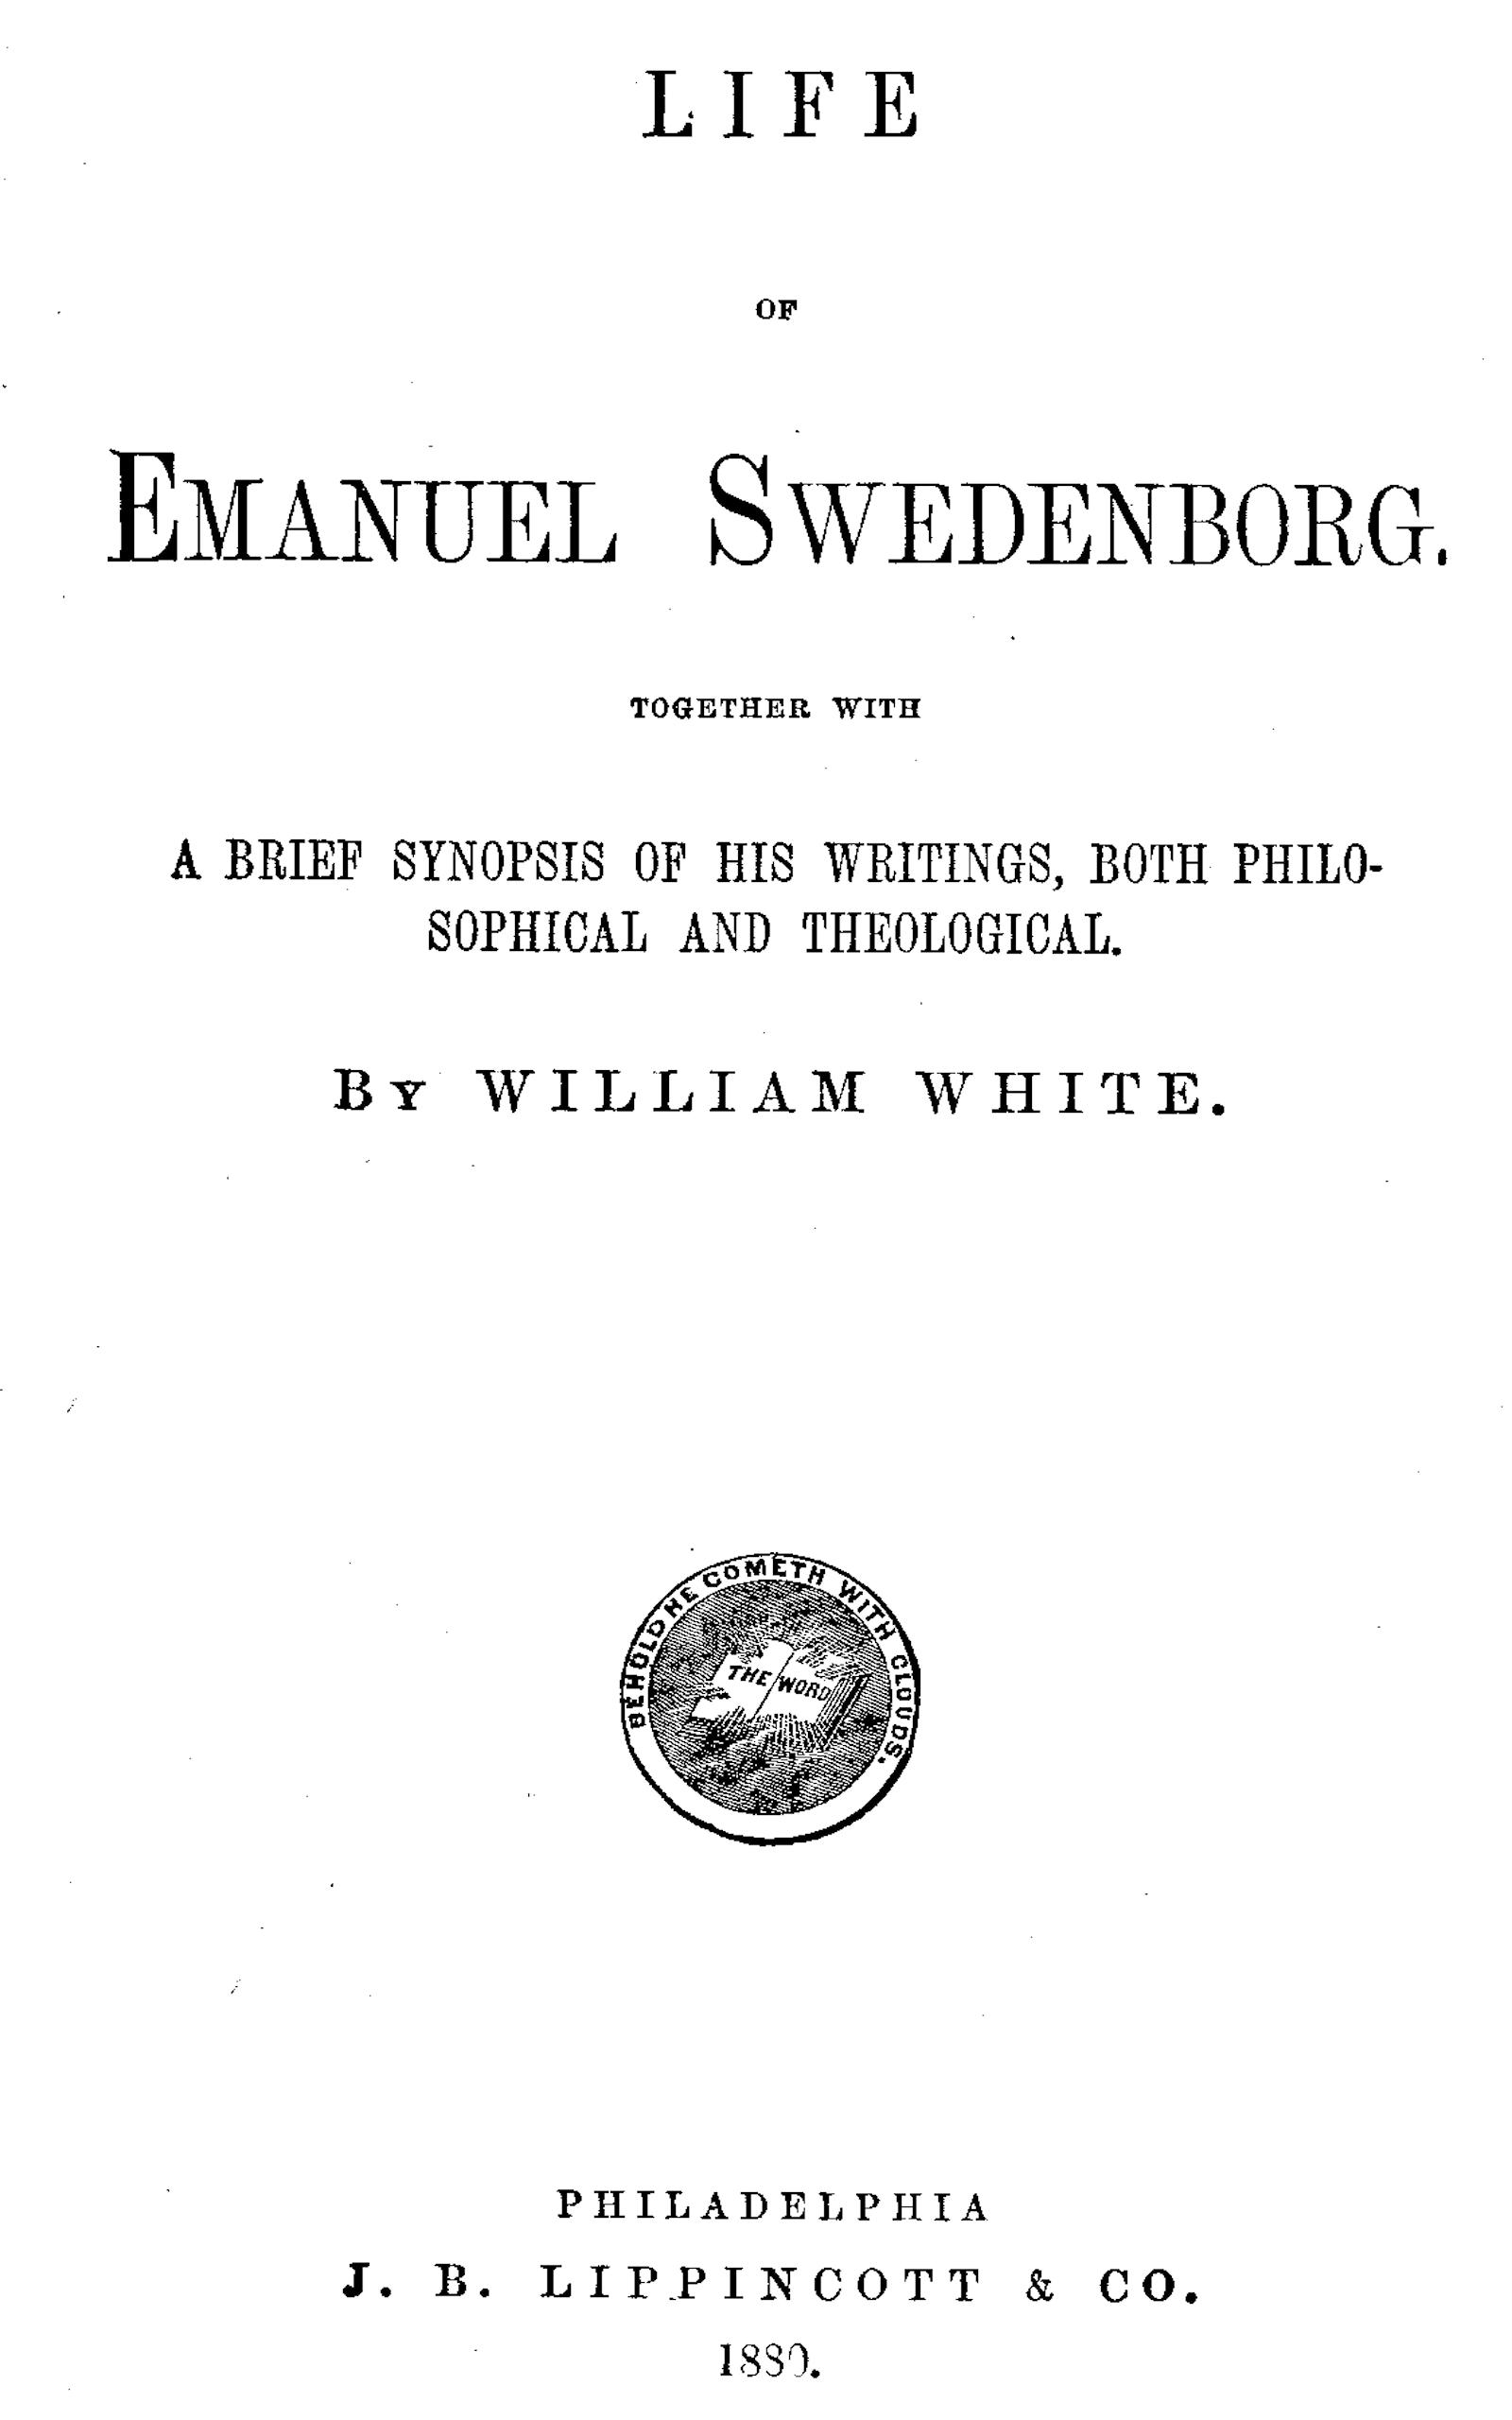 LIFE
OF
EMANUEL SWEDENBORG.
TOGETHER WITH
A BRIEF SYNOPSIS OF HIS WRITINGS, BOTH PHILO-
SOPHICAL AND THEOLOGICAL.
BY WILLIAM WHITE.
BEHOLD HE COMETH WITH CLOUDS.
THE WORD
PHILADELPHIA
J. B. LIPPINCOTT & CO.
1880.